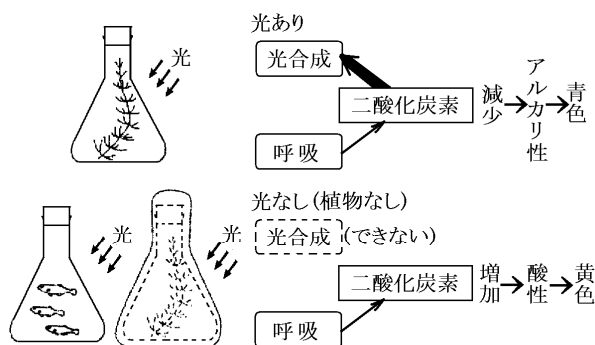 光あり
光
光合成
二酸化炭素
減少
アルカリ性
青色
呼吸
光なし(植物なし)
光
光
光合成
(できない)
二酸化炭素
増加
酸性
黄色
呼吸